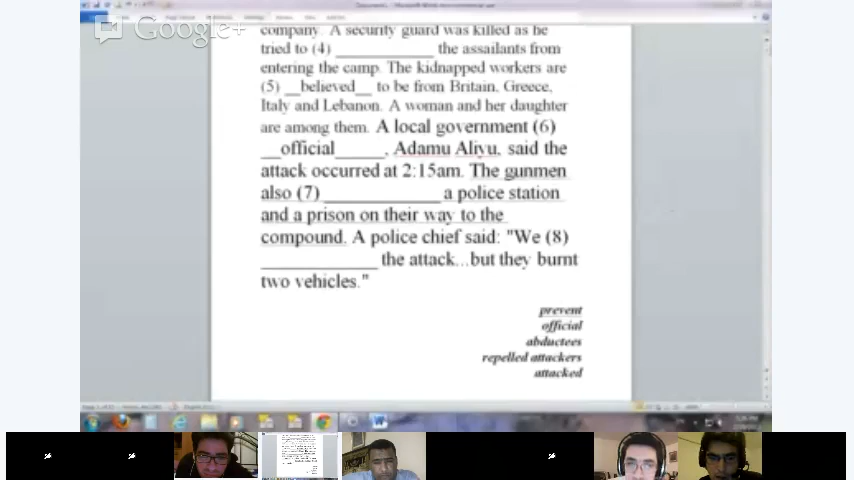 Google+
company. A security guard was killed as he
tried to (4) ______________ the assailants from
entering the camp. The kidnapped workers are
(5) __believed__ to be from Britain, Greece,
Italy and Lebanon. A woman and her daughter
are among them. A local government (6)
__official_____, Adamu Aliyu, said the
attack occurred at 2:15am. The gunmen
also (7) ______________ a police station
and a prison on their way to the
compound. A police chief said: "We (8)
______________ the attack...but they burnt
two vehicles."
prevent
official
abductees
repelled attackers
attacked